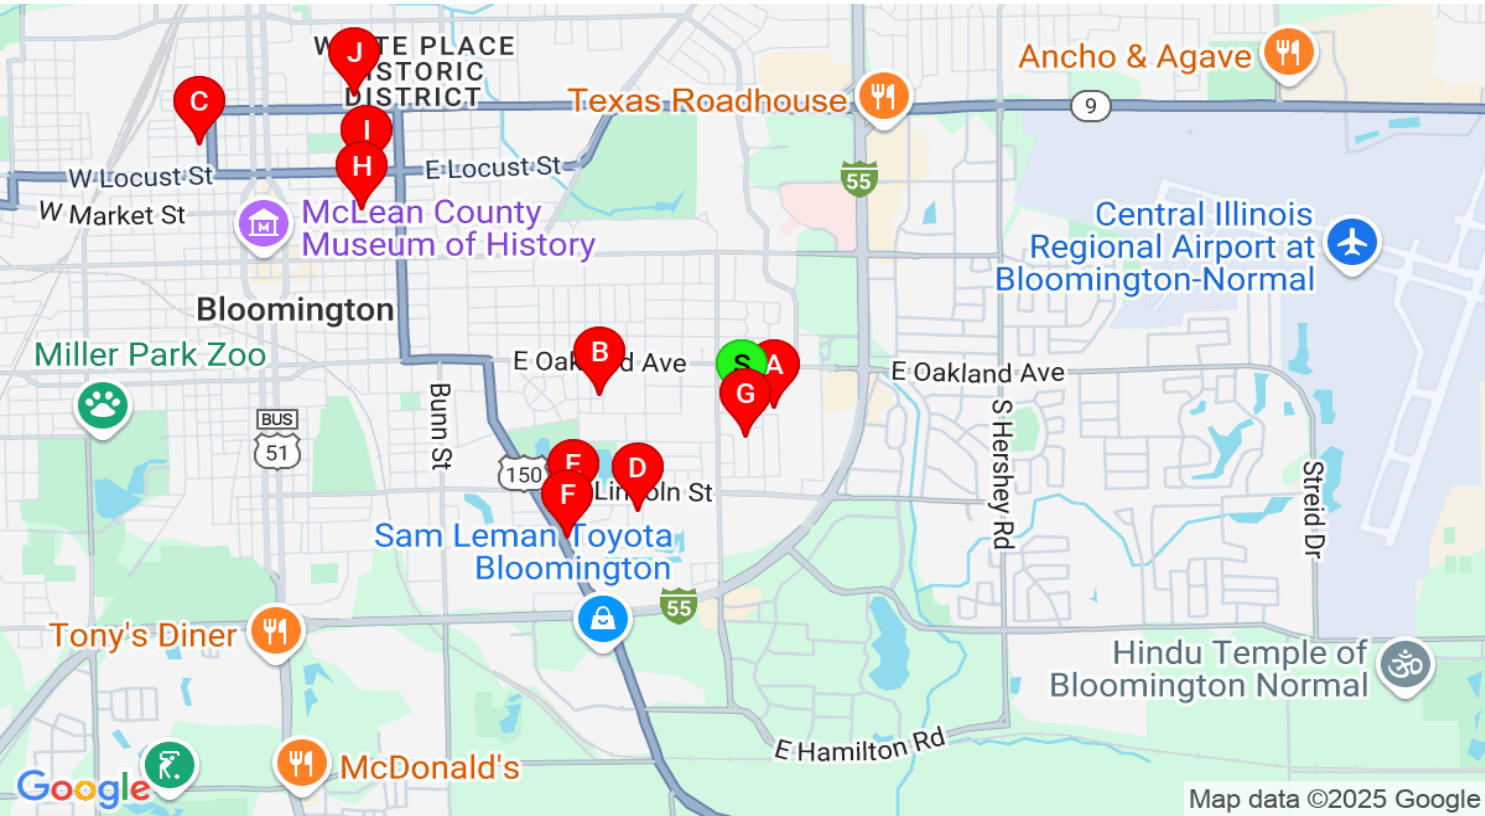 J
W TE PLACE
ISTORIC
DISTRICT
C
I
H
Texas Roadhouse
Ancho & Agave
9
55
E Locust St
W Locust St
W Market St
McLean County
Museum of History
M
Central Illinois
Regional Airport at
Bloomington-Normal
Bloomington
Miller Park Zoo
E Oak d Ave
B
S
A
G
E Oakland Ave
BUS
51
Bunn St
S Hershey Rd
150
E
D
F
Lincoln St
Streid Dr
Sam Leman Toyota
Bloomington
55
Tony's Diner
Hindu Temple of
Bloomington Normal
E Hamilton Rd
McDonald's
Google
Map data ©2025 Google